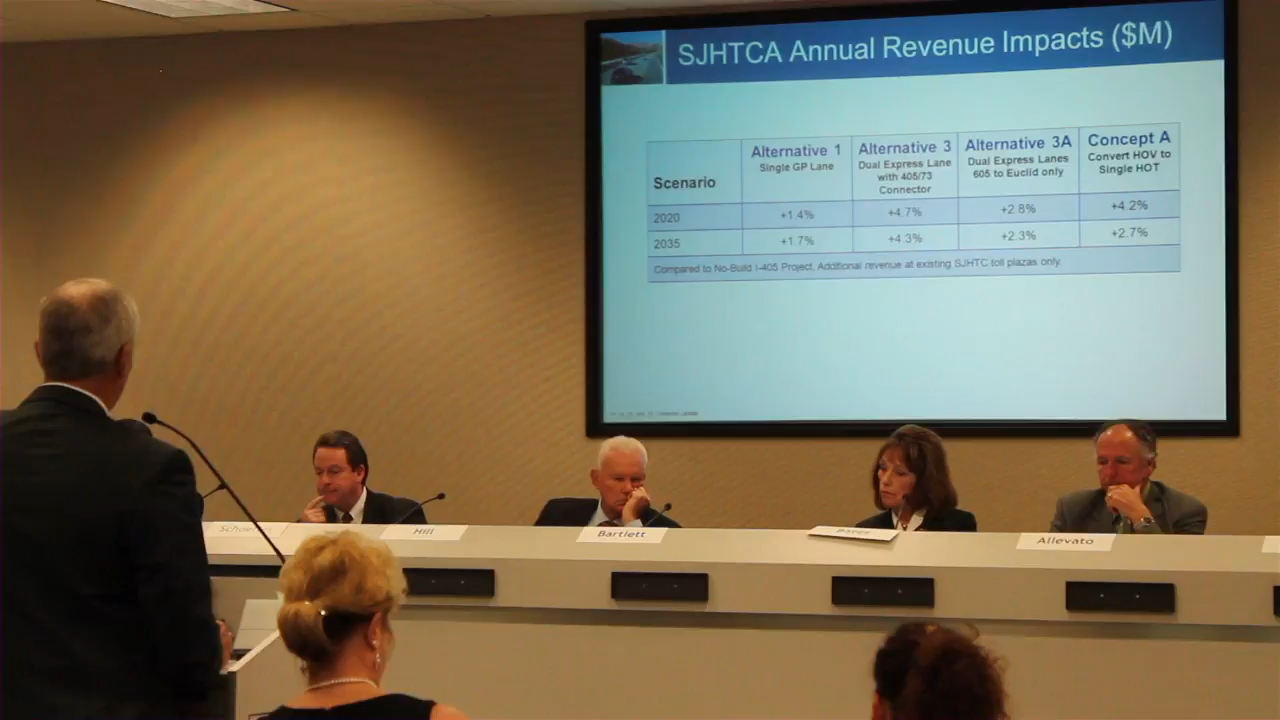 SJHTCA Annual Revenue Impacts ($M)
Scenario
Alternative 1
Single GP Lane
Alternative 3
Dual Express Lane
with 405/73
Connector
Alternative 3A
Dual Express Lanes
605 to Euclid only
Concept A
Convert HOV to
Single HOT
2020 +1.4% +4.7% +2.8% +4.2%
2035 +1.7% +4.3% +2.3% +2.7%
Compared to No-Build I-405 Project, Additional revenue at existing SJHTC toll plazas only.
Hill
Bartlett
Bates
Allevato